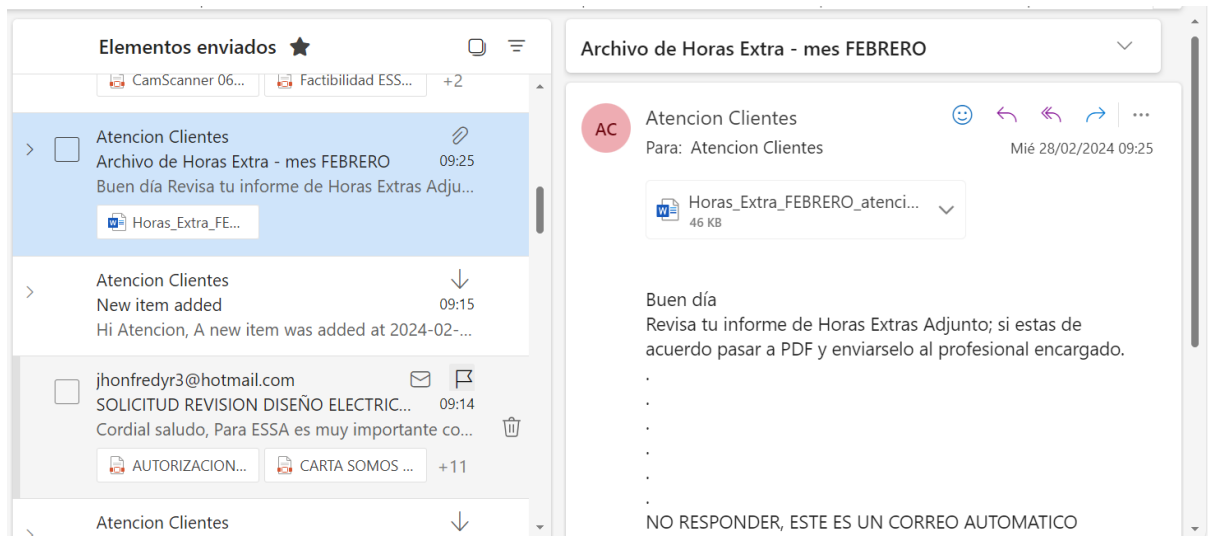 Elementos enviados
CamScanner 06...
Factibilidad ESS...
+2
Atencion Clientes
Archivo de Horas Extra - mes FEBRERO
09:25
Buen día Revisa tu informe de Horas Extras Adju...
Horas_Extra_FE...
Atencion Clientes
New item added
09:15
Hi Atencion, A new item was added at 2024-02-...
jhonfredyr3@hotmail.com
SOLICITUD REVISION DISEÑO ELECTRIC...
09:14
Cordial saludo, Para ESSA es muy importante co...
AUTORIZACION...
CARTA SOMOS ...
+11
Atencion Clientes
Archivo de Horas Extra - mes FEBRERO
AC
Atencion Clientes
Para: Atencion Clientes
Mié 28/02/2024 09:25
Horas_Extra_FEBRERO_atenci...
46 KB
Buen día
Revisa tu informe de Horas Extras Adjunto; si estas de
acuerdo pasar a PDF y enviarselo al profesional encargado.
.
.
.
.
.
.
NO RESPONDER, ESTE ES UN CORREO AUTOMATICO